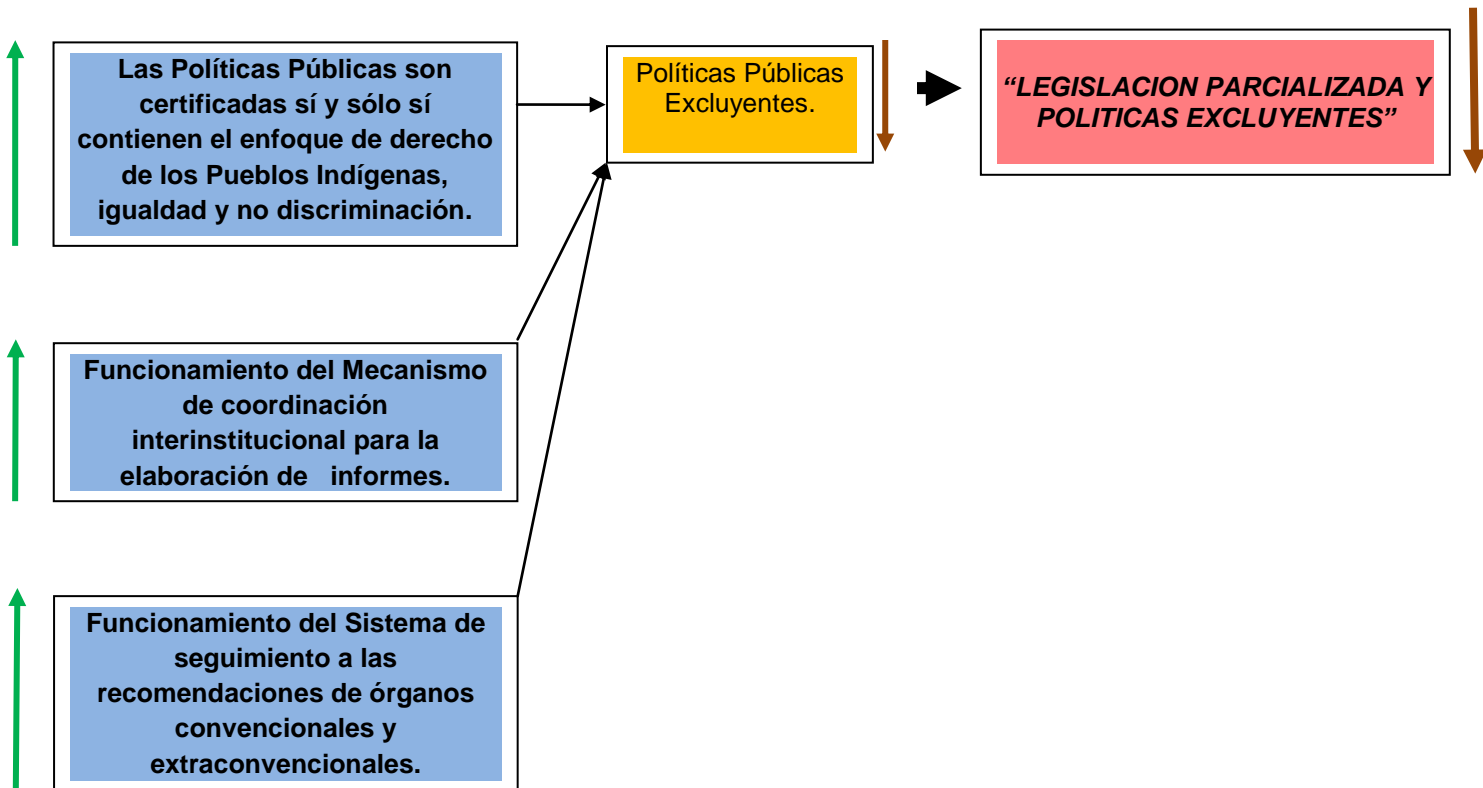 Las Políticas Públicas son
certificadas sí y sólo sí
contienen el enfoque de derecho
de los Pueblos Indígenas,
igualdad y no discriminación.
Políticas Públicas
Excluyentes.
“LEGISLACION PARCIALIZADA Y
POLITICAS EXCLUYENTES”
Funcionamiento del Mecanismo
de coordinación
interinstitucional para la
elaboración de informes.
Funcionamiento del Sistema de
seguimiento a las
recomendaciones de órganos
convencionales y
extraconvencionales.